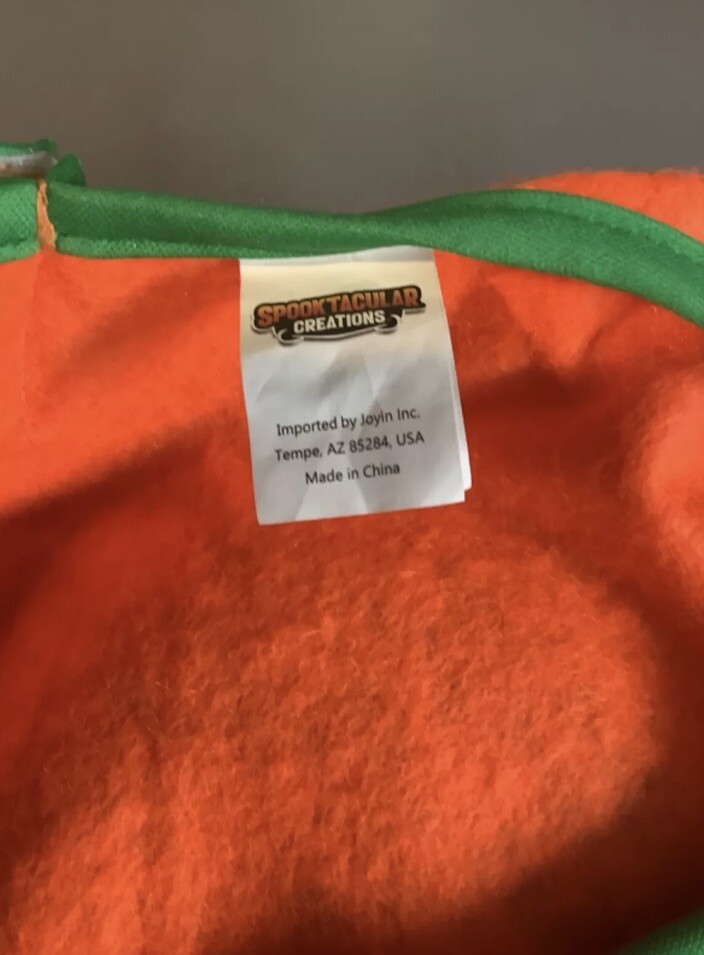 SPOOKTACULAR
CREATIONS
Imported by Joyin Inc.
Tempe, AZ 85284, USA
Made in China